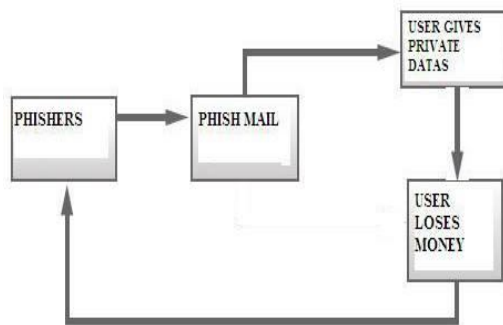 PHISHERS
PHISH MAIL
USER GIVES
PRIVATE
DATAS
USER
LOSES
MONEY